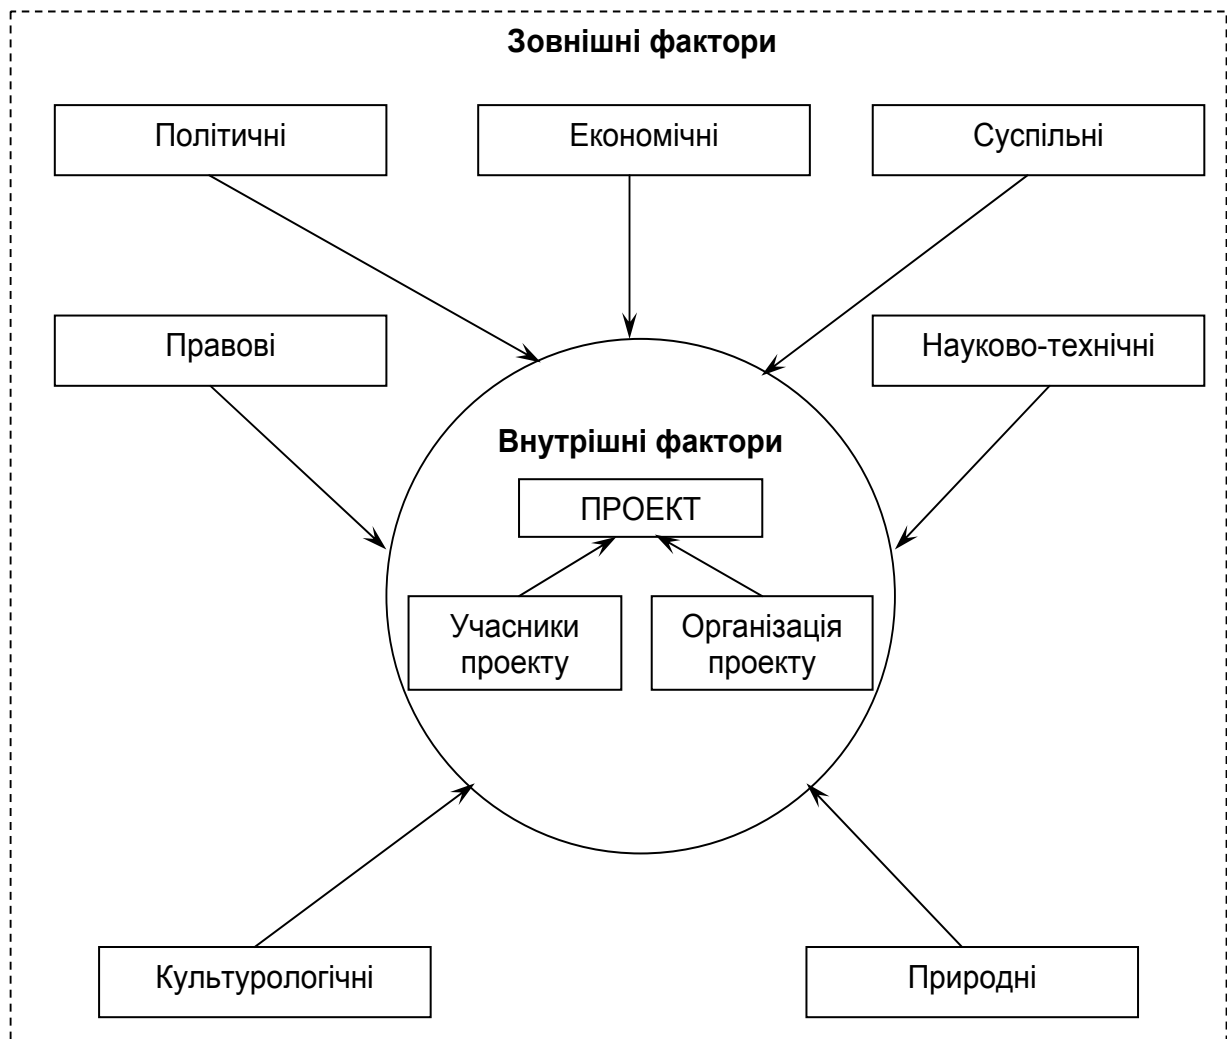 Зовнішні фактори
Політичні
Економічні
Суспільні
Правові
Науково-технічні
Внутрішні фактори
ПРОЕКТ
Учасники
проекту
Організація
проекту
Культурологічні
Природні